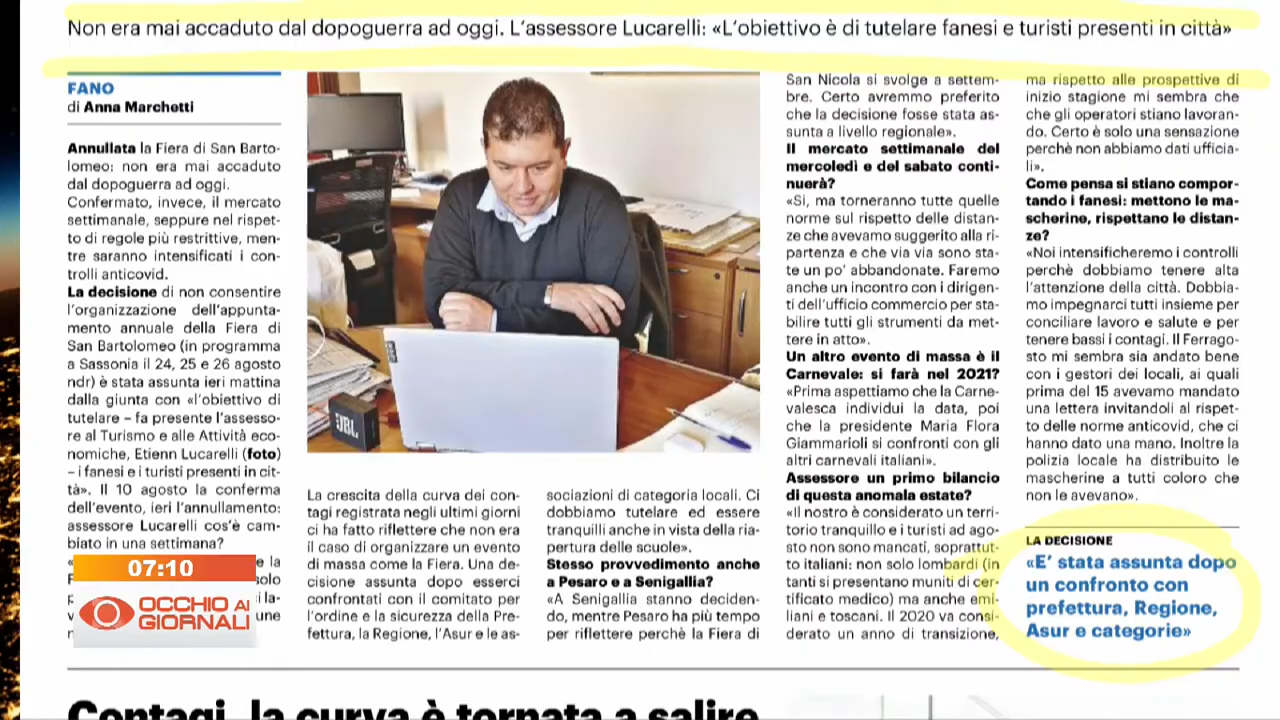 Non era mai accaduto dal dopoguerra ad oggi. L'assessore Lucarelli: «L'obiettivo è di tutelare fanesi e turisti presenti in città»
FANO
di Anna Marchetti
Annullata la Fiera di San Barto-
lomeo: non era mai accaduto
dal dopoguerra ad oggi.
Confermato, invece, il mercato
settimanale, seppure nel rispet-
to di regole più restrittive, men-
tre saranno intensificati i con-
trolli anticovid.
La decisione di non consentire
l'organizzazione dell'appunta-
mento annuale della Fiera di
San Bartolomeo (in programma
a Sassonia il 24, 25 e 26 agosto
ndr) è stata assunta ieri mattina
dalla giunta con «l'obiettivo di
tutelare – fa presente l'assesso-
re al Turismo e alle Attività eco-
nomiche, Etienn Lucarelli (foto)
– i fanesi e i turisti presenti in cit-
tà». Il 10 agosto la conferma
dell'evento, ieri l'annullamento:
assessore Lucarelli cos'è cam-
biato in una settimana?
e la
solo
une
07:10
OCCHIO AI
GIORNALI
JBL
La crescita della curva dei con-
tagi registrata negli ultimi giorni
ci ha fatto riflettere che non era
il caso di organizzare un evento
di massa come la Fiera. Una de-
cisione assunta dopo esserci
confrontati con il comitato per
l'ordine e la sicurezza della Pre-
fettura, la Regione, l'Asur e le as-
sociazioni di categoria locali. Ci
dobbiamo tutelare ed essere
tranquilli anche in vista della ria-
pertura delle scuole».
Stesso provvedimento anche
a Pesaro e a Senigallia?
«A Senigallia stanno deciden-
do, mentre Pesaro ha più tempo
per riflettere perchè la Fiera di
San Nicola si svolge a settem-
bre. Certo avremmo preferito
che la decisione fosse stata as-
sunta a livello regionale».
Il mercato settimanale del
mercoledì e del sabato conti-
nuerà?
«Si, ma torneranno tutte quelle
norme sul rispetto delle distan-
ze che avevamo suggerito alla ri-
partenza e che via via sono sta-
te un po' abbandonate. Faremo
anche un incontro con i dirigen-
ti dell'ufficio commercio per sta-
bilire tutti gli strumenti da met-
tere in atto».
Un altro evento di massa è il
Carnevale: si farà nel 2021?
«Prima aspettiamo che la Carne-
valesca individui la data, poi
che la presidente Maria Flora
Giammarioli si confronti con gli
altri carnevali italiani».
Assessore un primo bilancio
di questa anomala estate?
«Il nostro è considerato un terri-
torio tranquillo e i turisti ad ago-
sto non sono mancati, soprattut-
to italiani: non solo lombardi (in
tanti si presentano muniti di cer-
tificato medico) ma anche emi-
liani e toscani. Il 2020 va consi-
derato un anno di transizione,
ma rispetto alle prospettive di
inizio stagione mi sembra che
che gli operatori stiano lavoran-
do. Certo è solo una sensazione
perchè non abbiamo dati ufficia-
li».
Come pensa si stiano compor-
tando i fanesi: mettono le ma-
scherine, rispettano le distan-
ze?
«Noi intensificheremo i controlli
perchè dobbiamo tenere alta
l'attenzione della città. Dobbia-
mo impegnarci tutti insieme per
conciliare lavoro e salute e per
tenere bassi i contagi. Il Ferrago-
sto mi sembra sia andato bene
con i gestori dei locali, ai quali
prima del 15 avevamo mandato
una lettera invitandoli al rispet-
to delle norme anticovid, che ci
hanno dato una mano. Inoltre la
polizia locale ha distribuito le
mascherine a tutti coloro che
non le avevano».
LA DECISIONE
«E' stata assunta dopo
un confronto con
prefettura, Regione,
Asur e categorie»
Contagi, la curva è tornata a salire